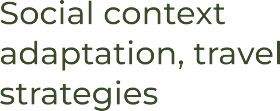 Social context
adaptation, travel
strategies